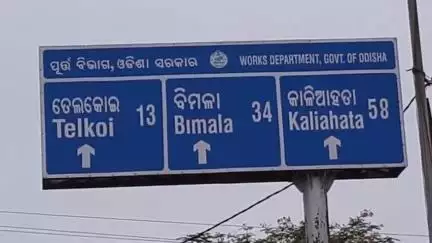 ପୂର୍ତ୍ତ ବିଭାଗ, ଓଡିଶା ସରକାର WORKS DEPARTMENT, GOVT. OF ODISHA
ତେଲକୋଇ 13
Telkoi
ବିମଳା 34
Bimala
କାଳିଆହତା 58
Kaliahata